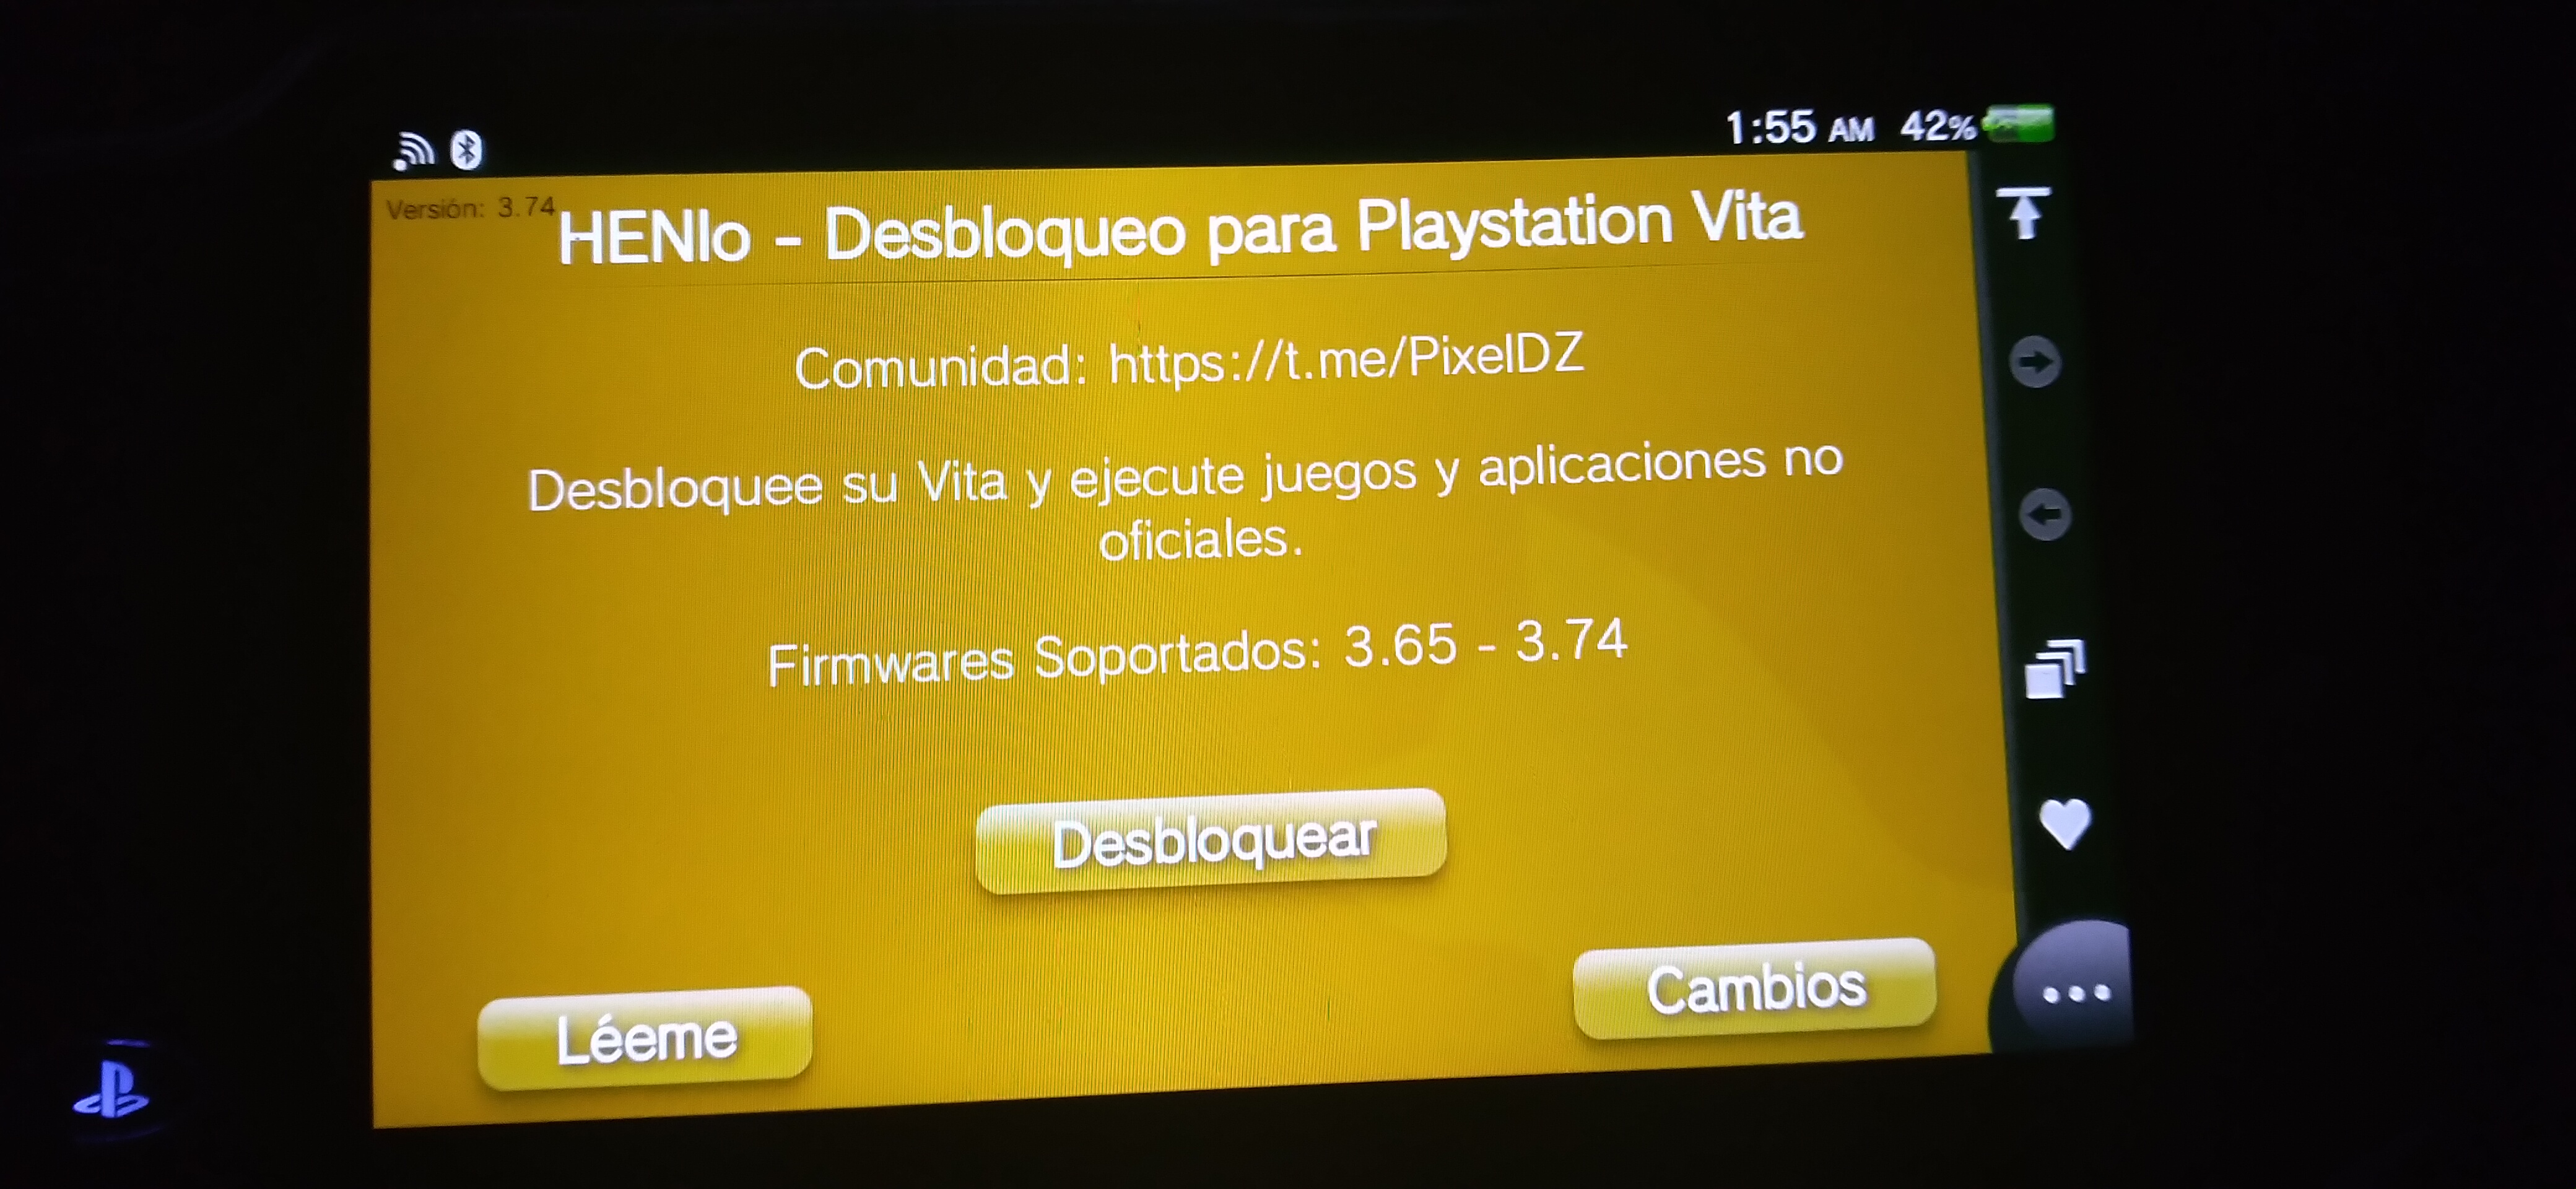 1:55 AM 42%
Versión: 3.74
HENlo - Desbloqueo para Playstation Vita
Comunidad: https://t.me/PixelDZ
Desbloquee su Vita y ejecute juegos y aplicaciones no
oficiales.
Firmwares Soportados: 3.65 - 3.74
Desbloquear
Léeme
Cambios